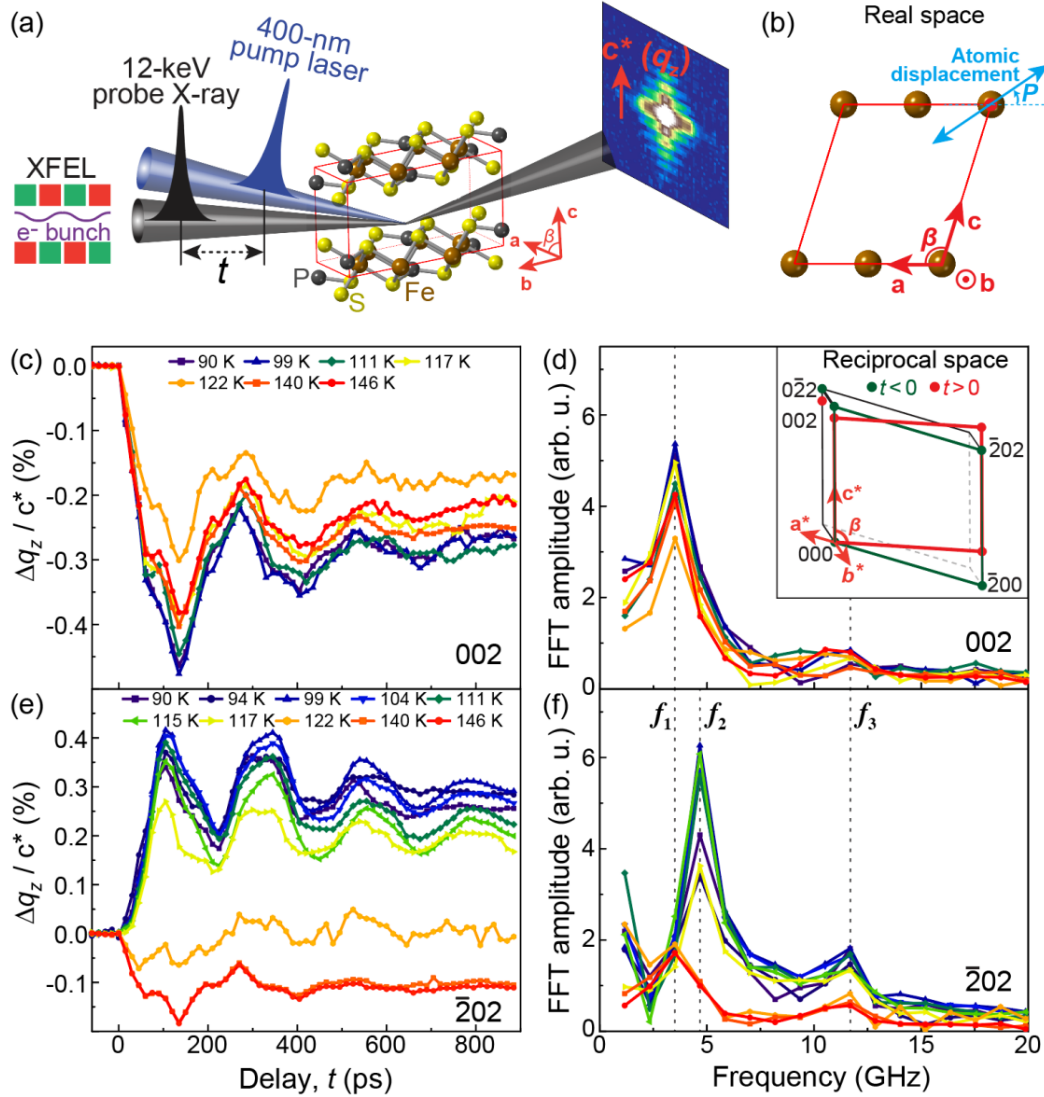 (a)
400-nm
pump laser
12-keV
probe X-ray
XFEL
e⁻ bunch
t
P
S
Fe
a
b
c
β
c* (q_z)
(b)
Real space
Atomic
displacement
P
β
c
a
b
(c)
90 K 99 K 111 K 117 K
122 K 140 K 146 K
Δq_z / c* (%)
0.0
-0.1
-0.2
-0.3
-0.4
002
(d)
FFT amplitude (arb. u.)
6
4
2
0
Reciprocal space
t < 0 t > 0
02̄2
002
2̄02
c*
a*
β
000
b*
2̄00
002
(e)
90 K 94 K 99 K 104 K 111 K
115 K 117 K 122 K 140 K 146 K
Δq_z / c* (%)
0.4
0.3
0.2
0.1
0.0
-0.1
2̄02
0 200 400 600 800
Delay, t (ps)
(f)
f₁ f₂ f₃
FFT amplitude (arb. u.)
6
4
2
0
2̄02
0 5 10 15 20
Frequency (GHz)